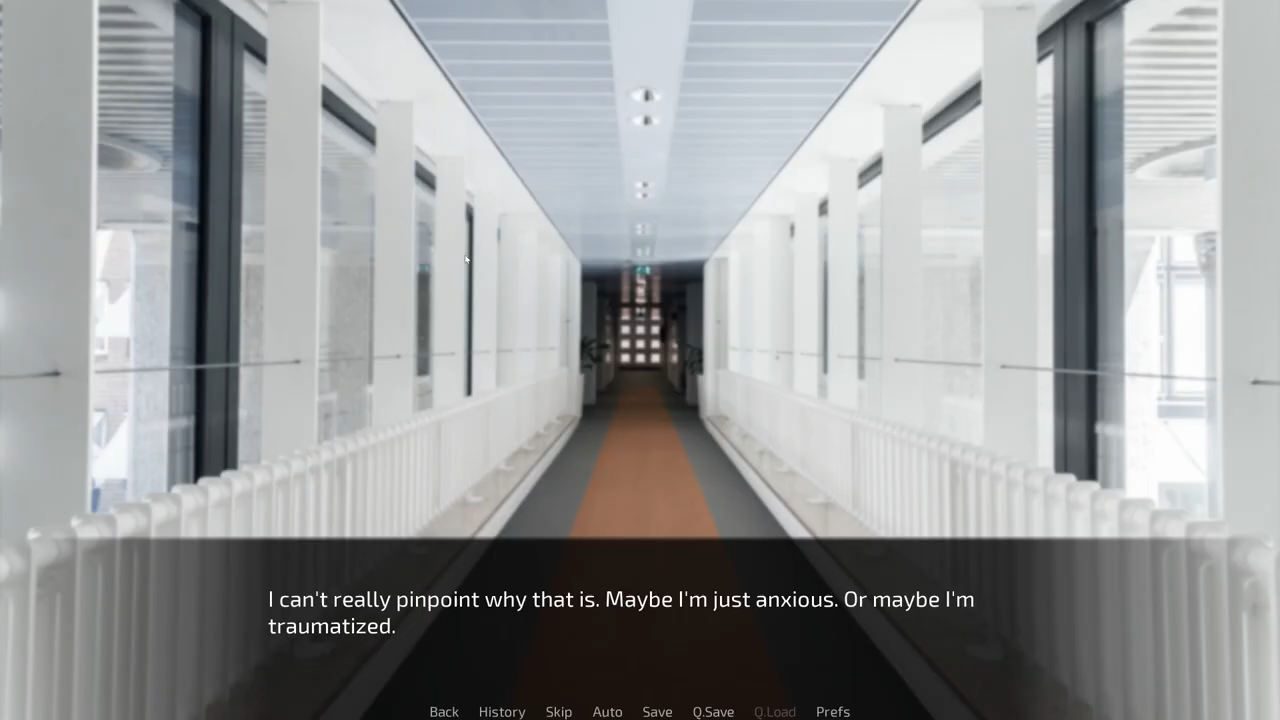 I can't really pinpoint why that is. Maybe I'm just anxious. Or maybe I'm
traumatized.
Back History Skip Auto Save Q.Save Q.Load Prefs